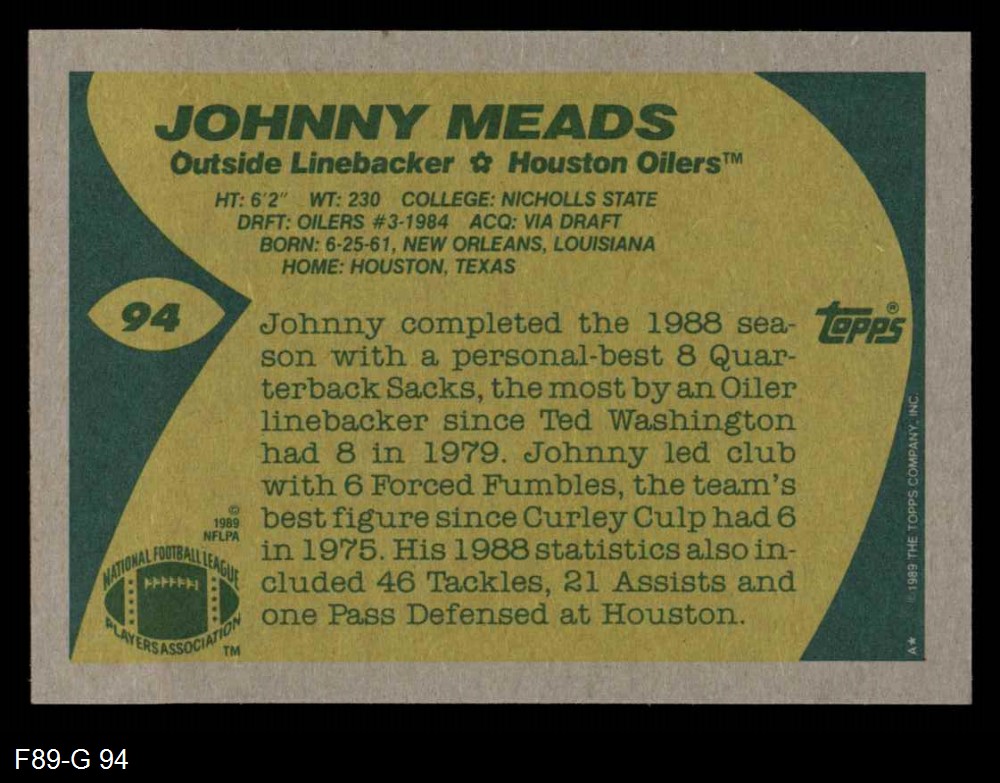 JOHNNY MEADS
Outside Linebacker ✿ Houston Oilers™
HT: 6'2" WT: 230 COLLEGE: NICHOLLS STATE
DRFT: OILERS #3-1984 ACQ: VIA DRAFT
BORN: 6-25-61, NEW ORLEANS, LOUISIANA
HOME: HOUSTON, TEXAS
94
topps®
Johnny completed the 1988 sea-
son with a personal-best 8 Quar-
terback Sacks, the most by an Oiler
linebacker since Ted Washington
had 8 in 1979. Johnny led club
with 6 Forced Fumbles, the team's
best figure since Curley Culp had 6
in 1975. His 1988 statistics also in-
cluded 46 Tackles, 21 Assists and
one Pass Defensed at Houston.
©
1989
NFLPA
NATIONAL FOOTBALL LEAGUE
PLAYERS ASSOCIATION
TM
A* ©1989 THE TOPPS COMPANY, INC.
F89-G 94